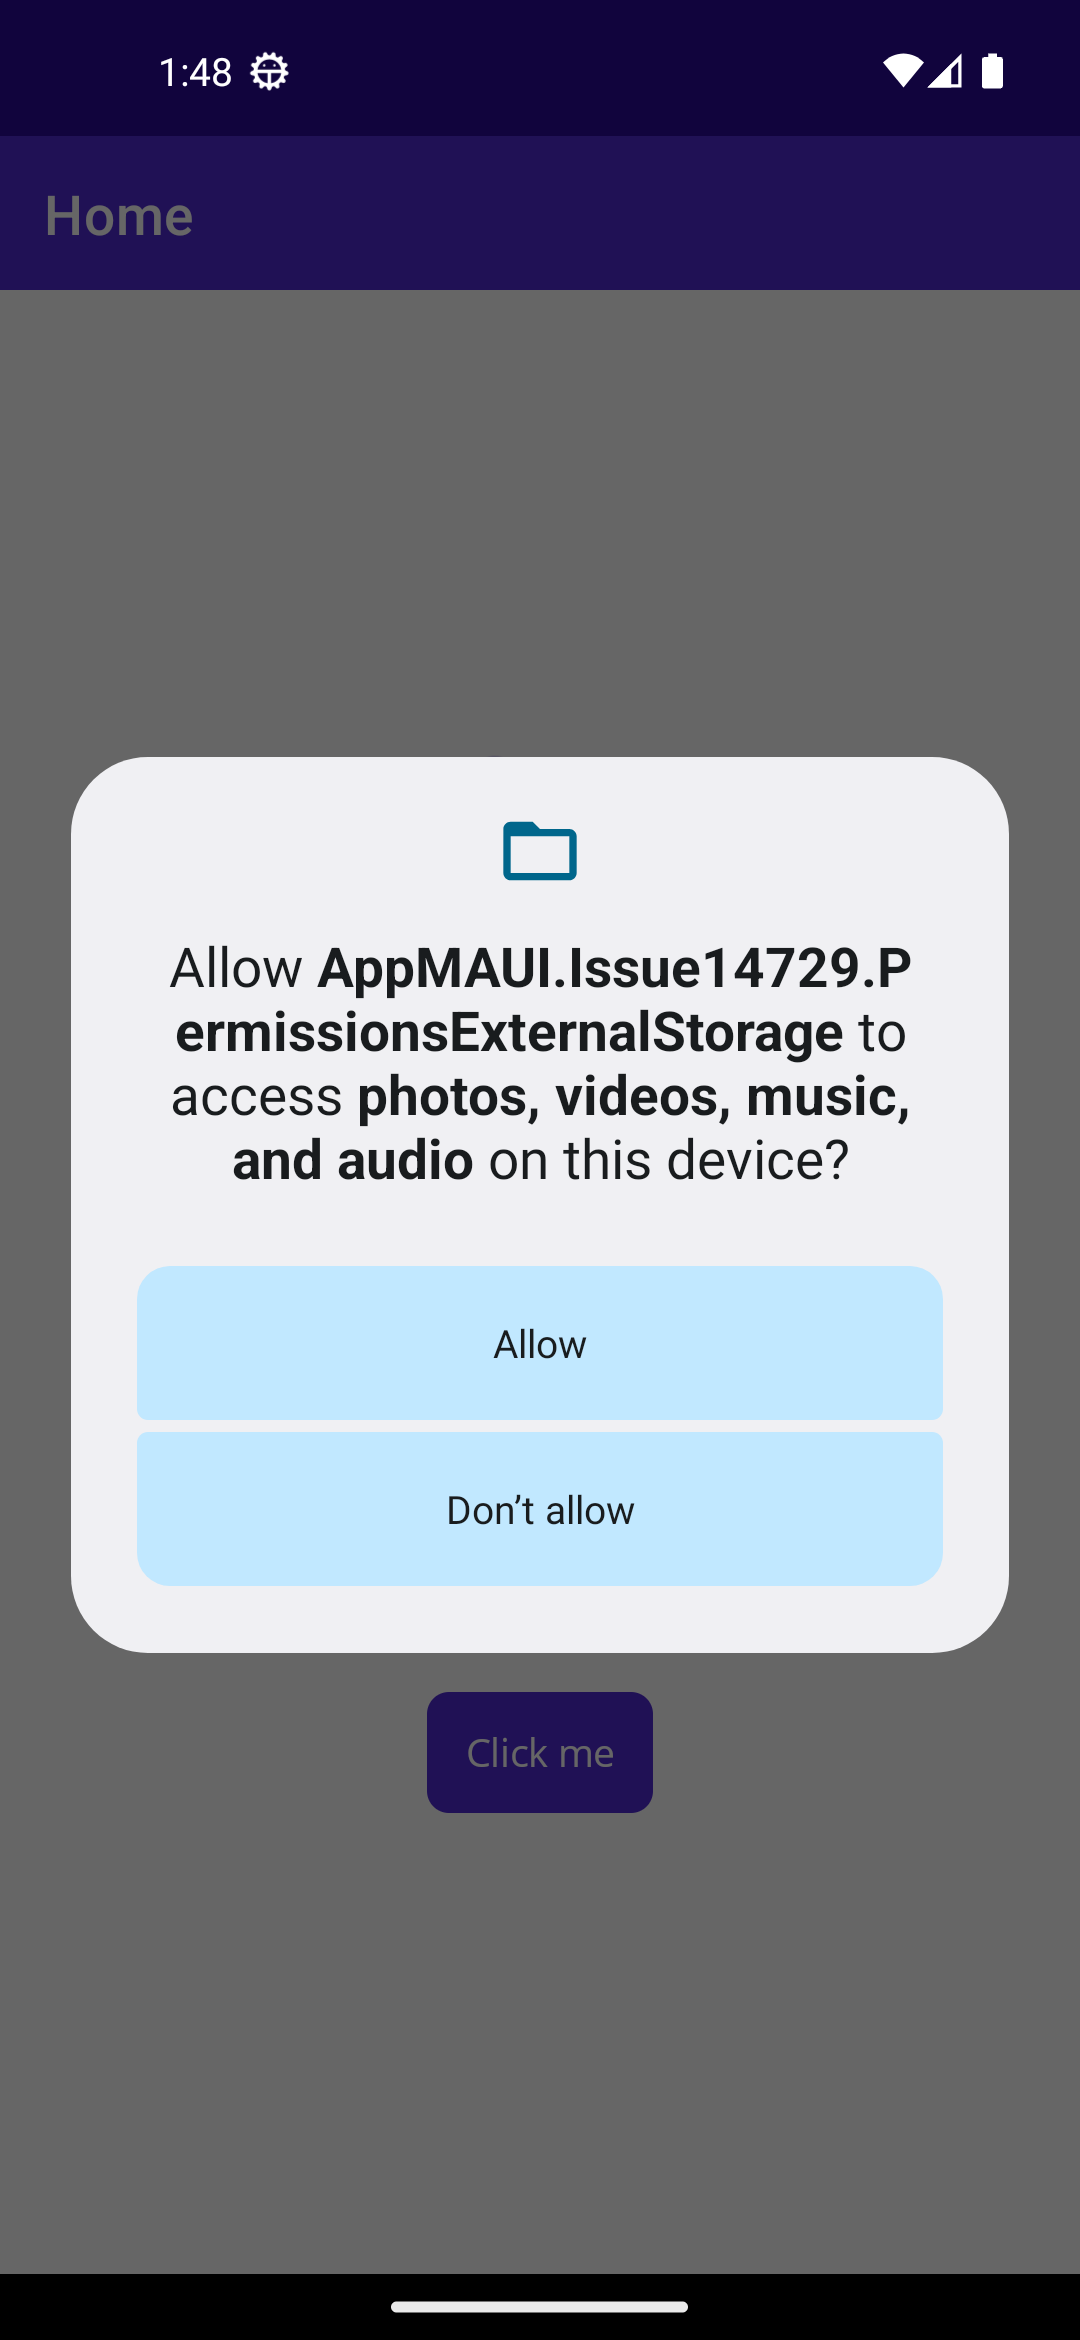 1:48
Home
Allow AppMAUI.Issue14729.P
ermissionsExternalStorage to
access photos, videos, music,
and audio on this device?
Allow
Don’t allow
Click me